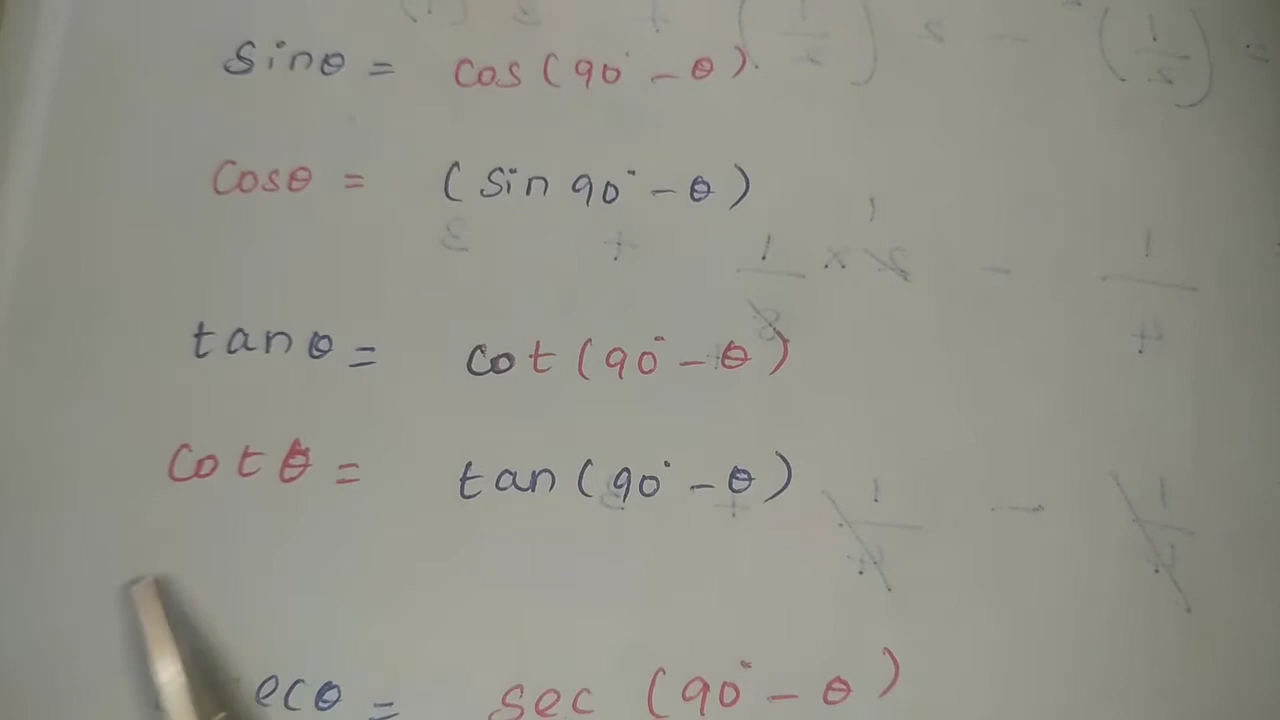 sinθ = cos(90° − θ)
cosθ = (sin 90° − θ)
tanθ = cot(90° − θ)
cotθ = tan(90° − θ)
ecθ = sec (90° − θ)